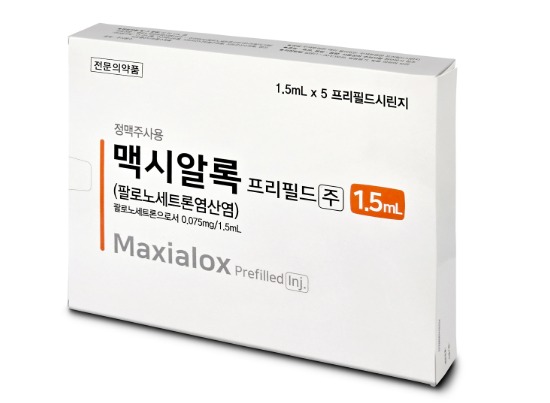 전문의약품
1.5mL x 5 프리필드시린지
정맥주사용
맥시알록 프리필드 주 1.5mL
(팔로노세트론염산염)
팔로노세트론으로서 0.075mg/1.5mL
Maxialox Prefilled Inj.